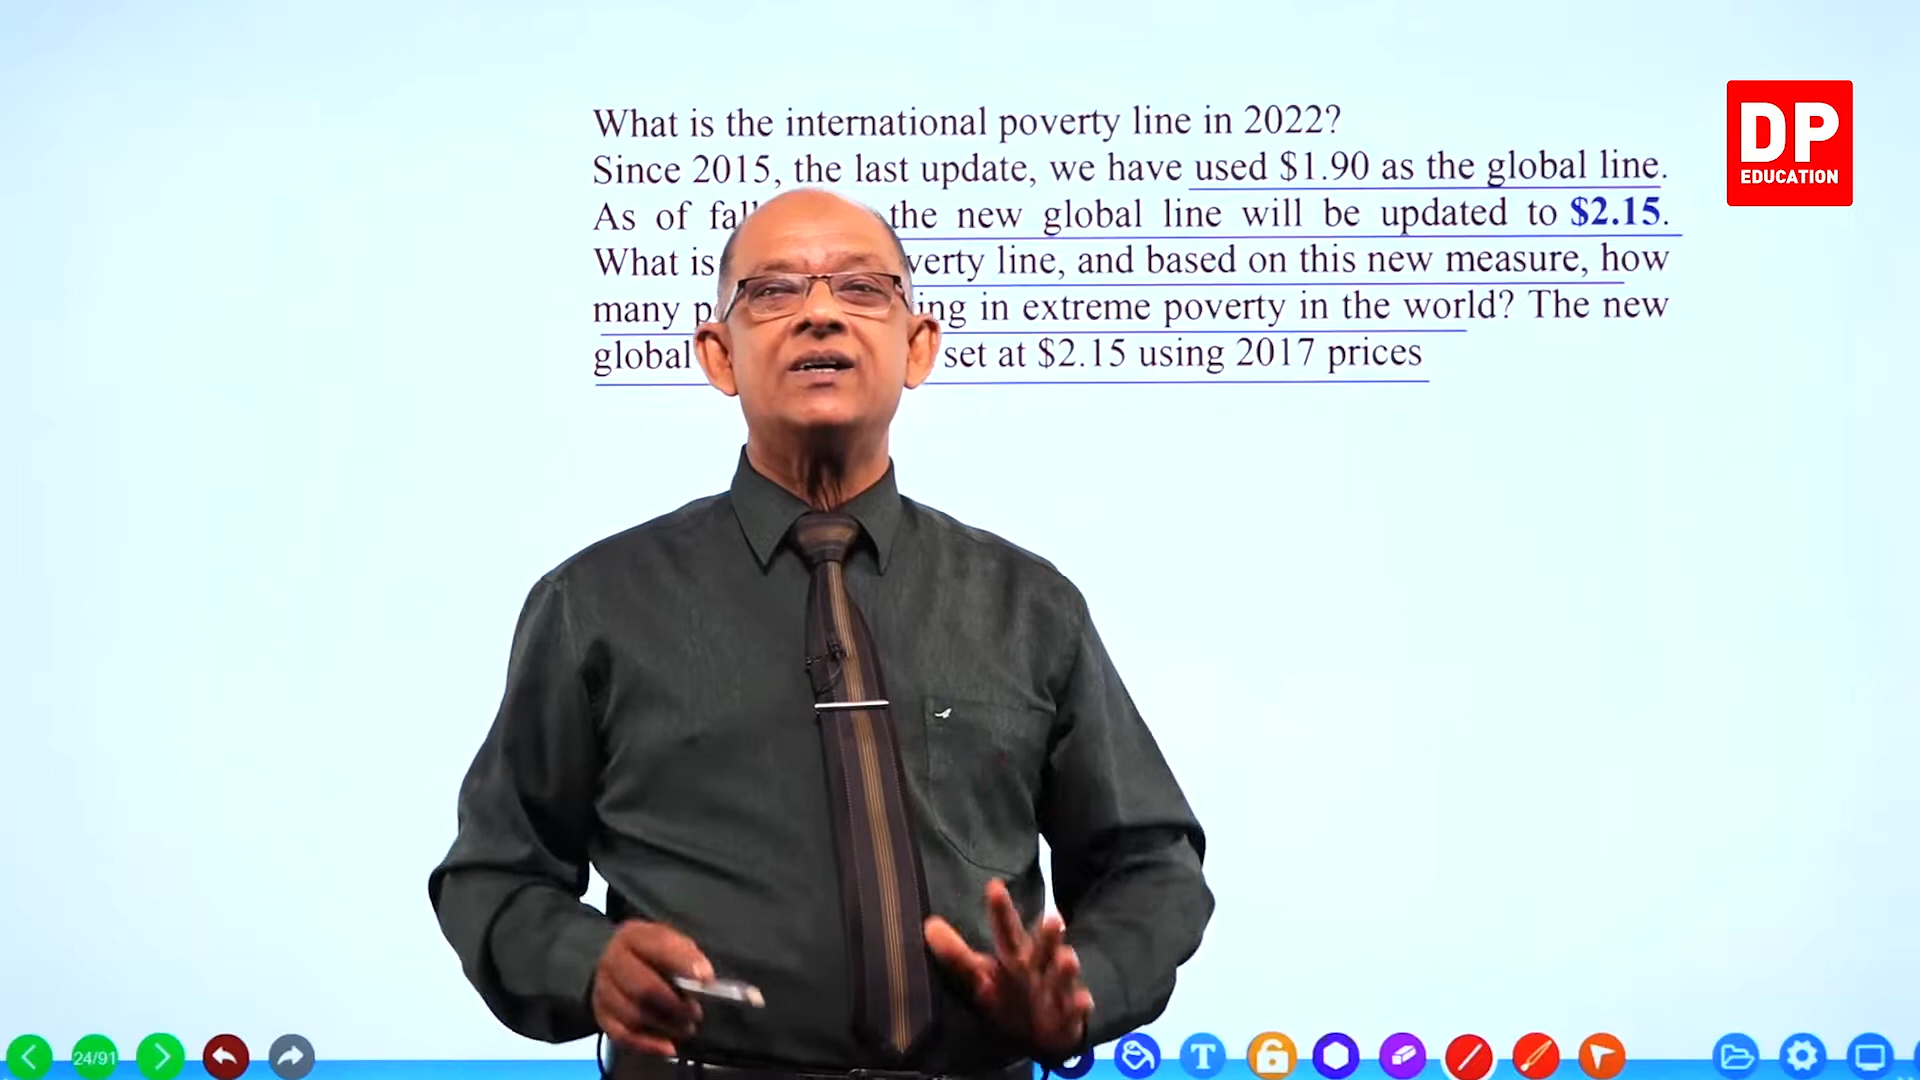 What is the international poverty line in 2022?
Since 2015, the last update, we have used $1.90 as the global line.
As of the new global line will be updated to $2.15.
What is line, and based on this new measure, how
many in extreme poverty in the world? The new
global set at $2.15 using 2017 prices
DP
EDUCATION
24/91
T